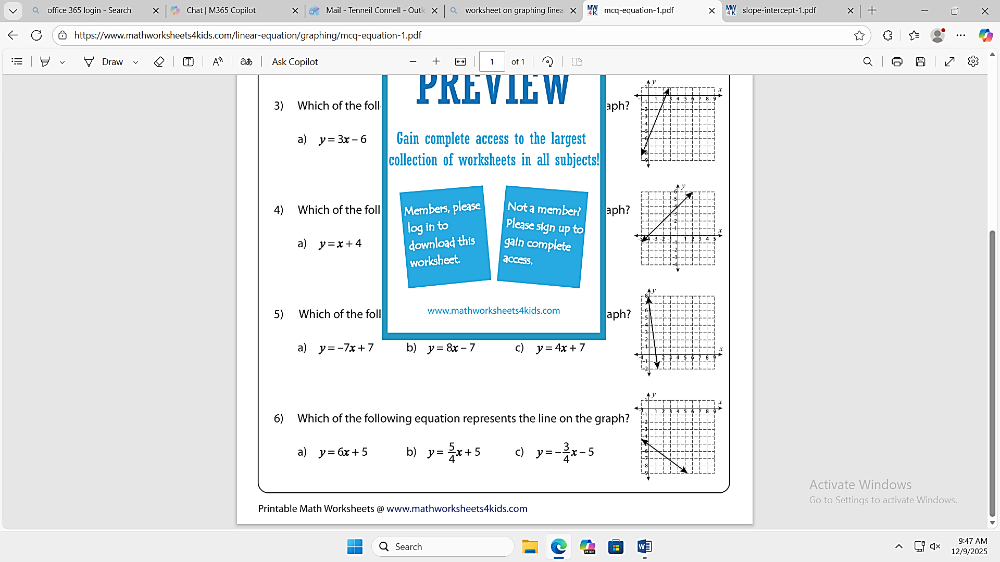 office 365 login - Search
Chat | M365 Copilot
Mail - Tenneil Connell - Outlo
worksheet on graphing linea
mcq-equation-1.pdf
slope-intercept-1.pdf
https://www.mathworksheets4kids.com/linear-equation/graphing/mcq-equation-1.pdf
Draw
Ask Copilot
1 of 1
PREVIEW
Gain complete access to the largest
collection of worksheets in all subjects!
Members, please
log in to
download this
worksheet.
Not a member?
Please sign up to
gain complete
access.
www.mathworksheets4kids.com
3) Which of the foll aph?
a) y = 3x – 6
4) Which of the foll aph?
a) y = x + 4
5) Which of the foll aph?
a) y = –7x + 7 b) y = 8x – 7 c) y = 4x + 7
6) Which of the following equation represents the line on the graph?
a) y = 6x + 5 b) y = 5/4 x + 5 c) y = –3/4 x – 5
Printable Math Worksheets @ www.mathworksheets4kids.com
Activate Windows
Go to Settings to activate Windows.
Search
9:47 AM
12/9/2025